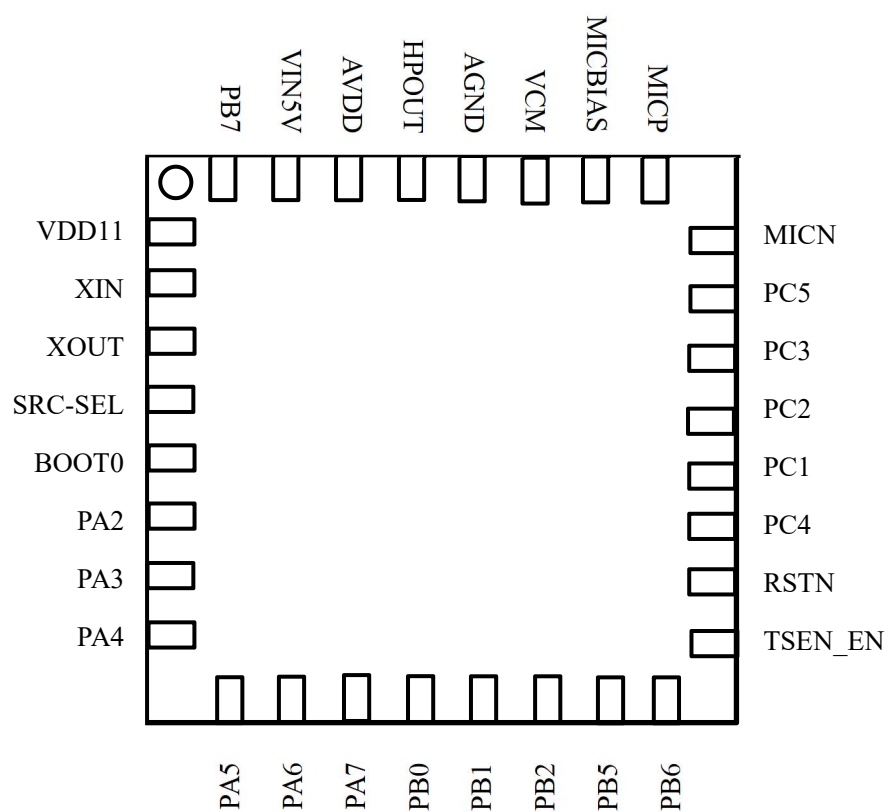 PB7
VIN5V
AVDD
HPOUT
AGND
VCM
MICBIAS
MICP
VDD11
XIN
XOUT
SRC-SEL
BOOT0
PA2
PA3
PA4
MICN
PC5
PC3
PC2
PC1
PC4
RSTN
TSEN_EN
PA5
PA6
PA7
PB0
PB1
PB2
PB5
PB6